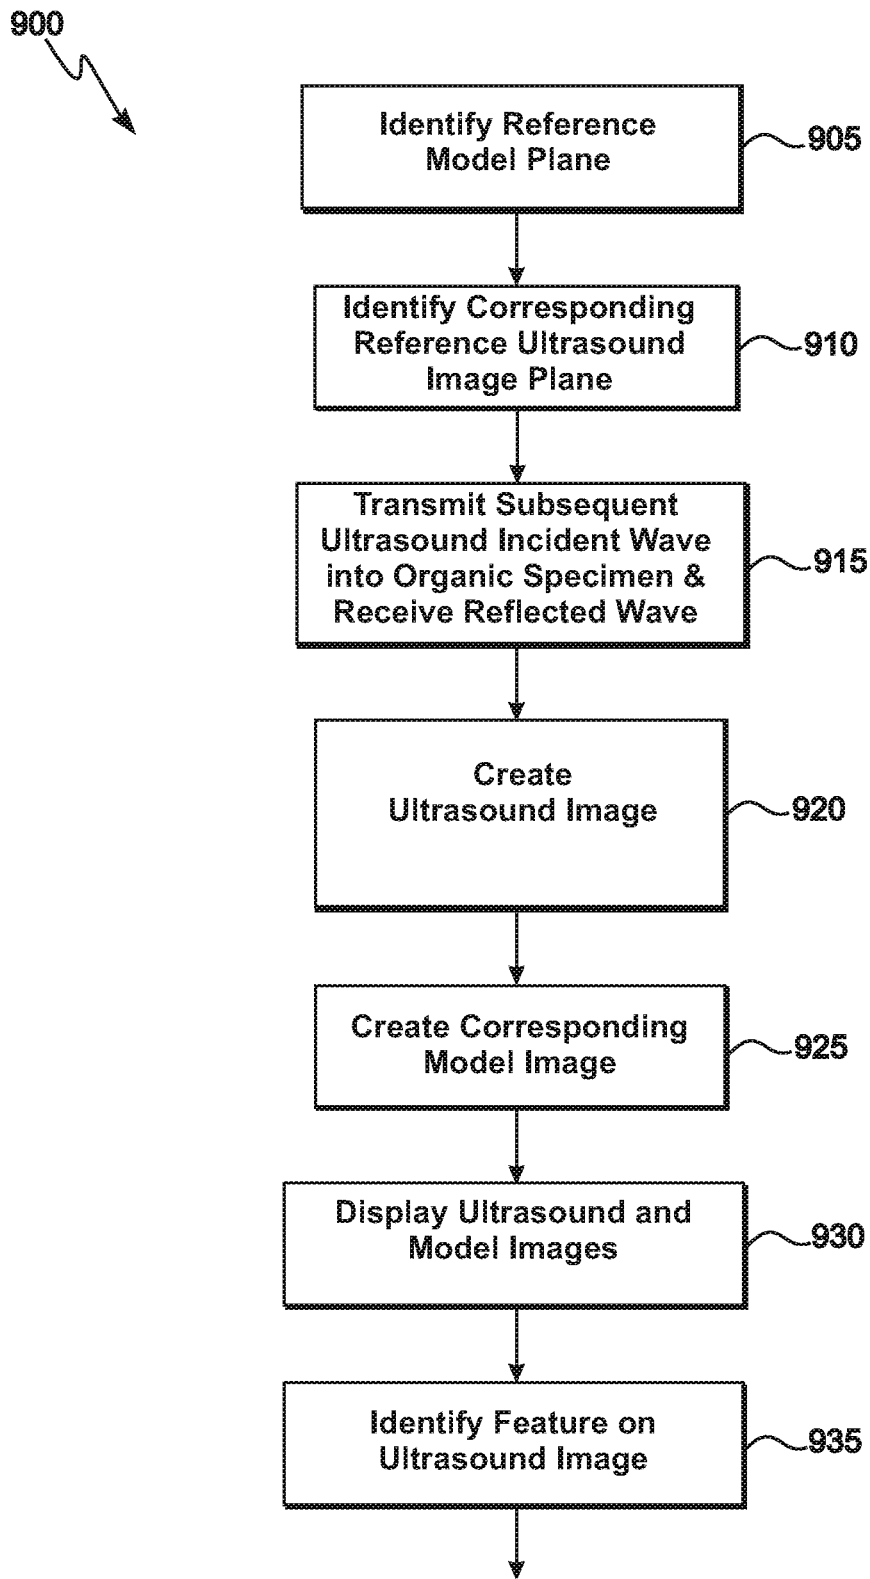 900
Identify Reference
Model Plane
905
Identify Corresponding
Reference Ultrasound
Image Plane
910
Transmit Subsequent
Ultrasound Incident Wave
into Organic Specimen &
Receive Reflected Wave
915
Create
Ultrasound Image
920
Create Corresponding
Model Image
925
Display Ultrasound and
Model Images
930
Identify Feature on
Ultrasound Image
935